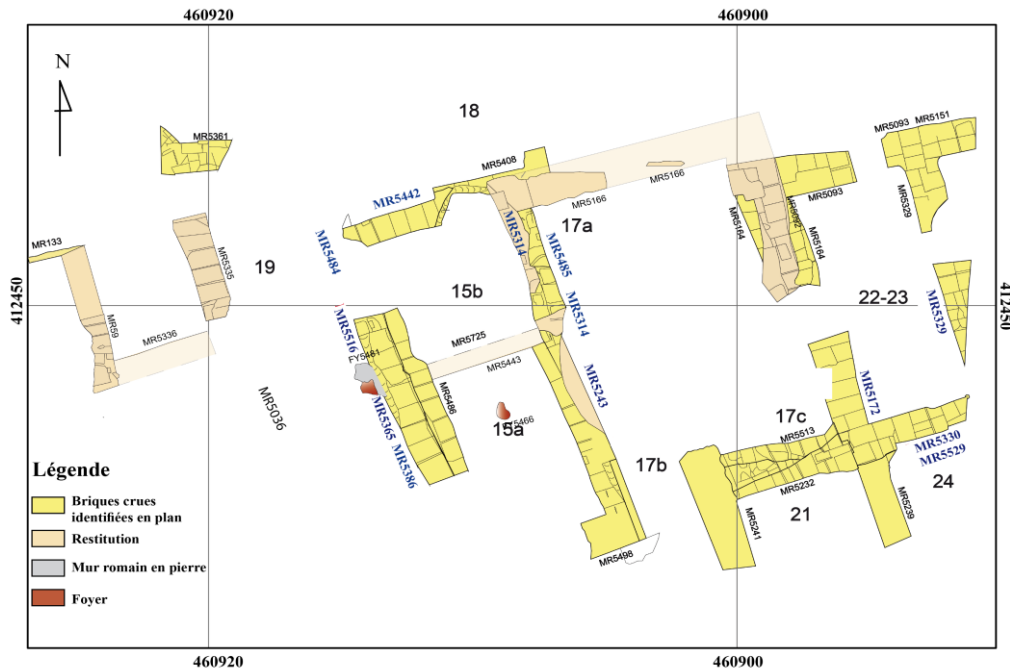 460920
460900
N
18
MR5361
MR5408
MR5093
MR5151
MR5442
MR5166
MR5166
17a
MR5093
MR5329
MR5164
MR5092
MR5164
MR5314
MR5485
MR5484
MR133
MR5335
19
15b
22-23
412450
412450
MR5314
MR5329
MR59
MR5336
MR5516
MR5725
FY5481
MR5443
MR5486
MR5243
MR5172
MR5036
MR5365
MR5386
15a
17c
MR5513
MR5330
MR5529
17b
24
MR5232
21
MR5239
MR5241
MR5498
Légende
Briques crues
identifiées en plan
Restitution
Mur romain en pierre
Foyer
460920
460900